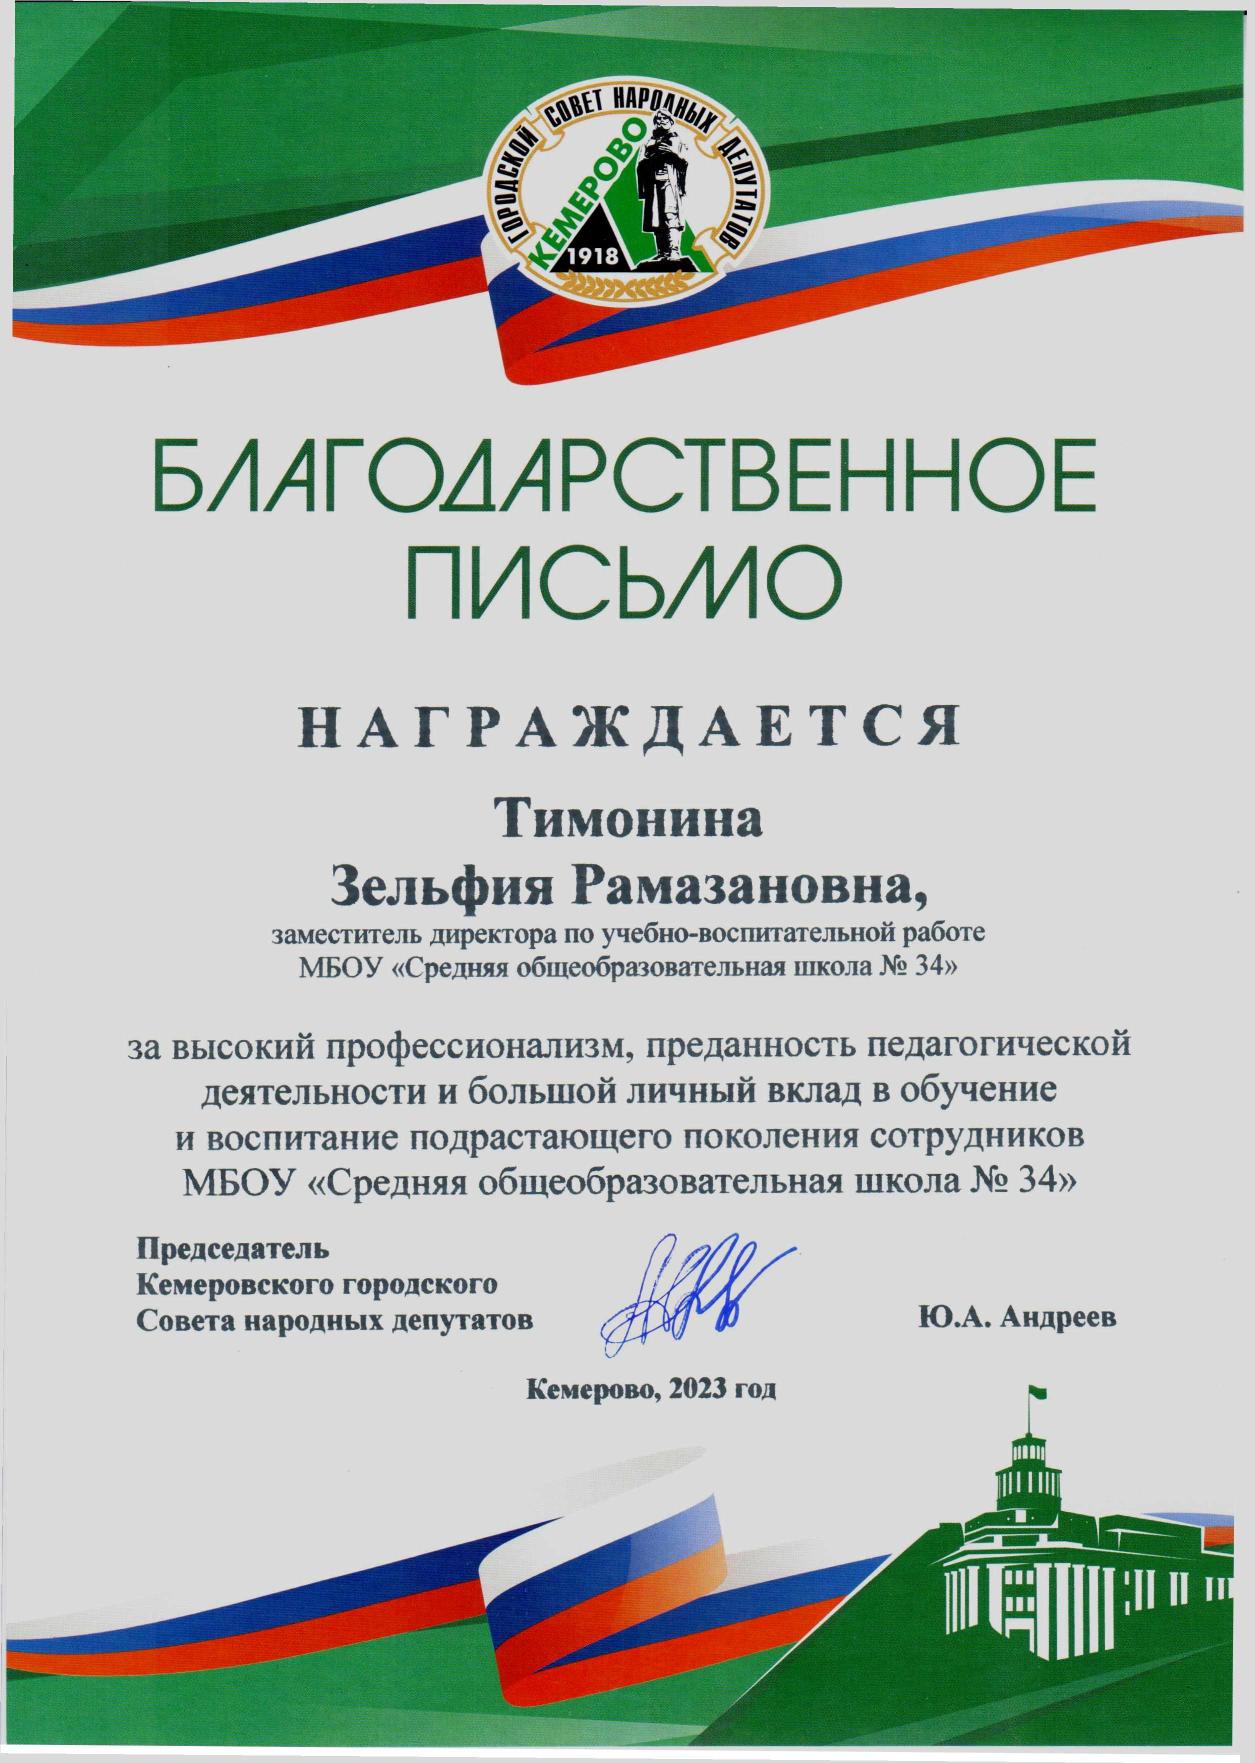 ГОРОДСКОЙ СОВЕТ НАРОДНЫХ ДЕПУТАТОВ
КЕМЕРОВО
1918
БЛАГОДАРСТВЕННОЕ
ПИСЬМО
НАГРАЖДАЕТСЯ
Тимонина
Зельфия Рамазановна,
заместитель директора по учебно-воспитательной работе
МБОУ «Средняя общеобразовательная школа № 34»
за высокий профессионализм, преданность педагогической
деятельности и большой личный вклад в обучение
и воспитание подрастающего поколения сотрудников
МБОУ «Средняя общеобразовательная школа № 34»
Председатель
Кемеровского городского
Совета народных депутатов
Ю.А. Андреев
Кемерово, 2023 год